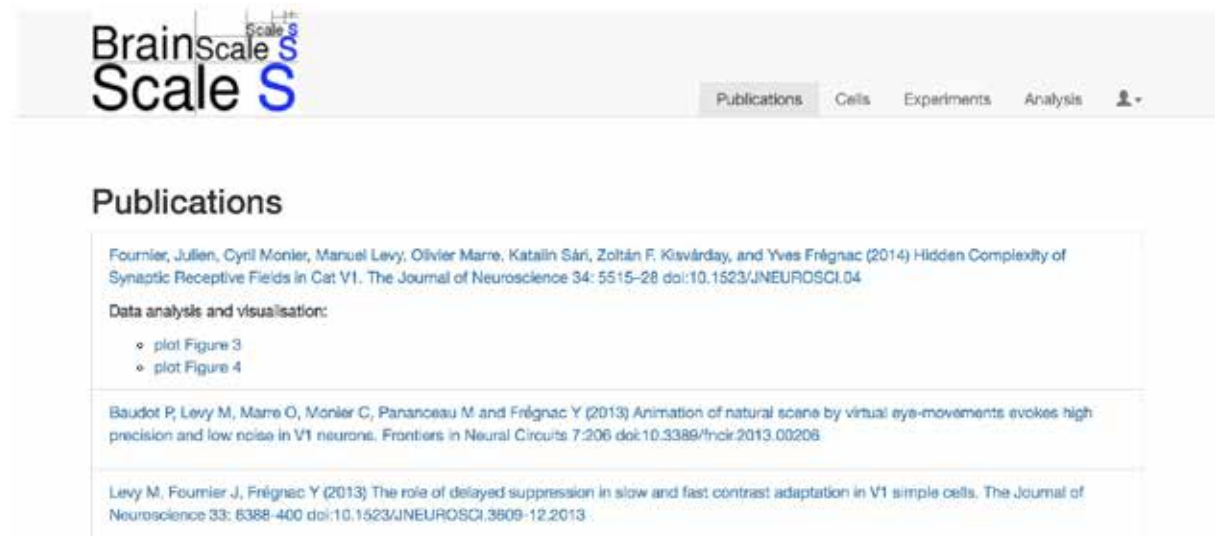 BrainScaleS
Scale S
Scale S
Publications Cells Experiments Analysis
Publications
Fournier, Julien, Cyril Monier, Manuel Levy, Olivier Marre, Katalin Sári, Zoltán F. Kisvárday, and Yves Frégnac (2014) Hidden Complexity of
Synaptic Receptive Fields in Cat V1. The Journal of Neuroscience 34: 5515–28 doi:10.1523/JNEUROSCI.04
Data analysis and visualisation:
plot Figure 3
plot Figure 4
Baudot P, Levy M, Marre O, Monier C, Pananceau M and Frégnac Y (2013) Animation of natural scene by virtual eye-movements evokes high
precision and low noise in V1 neurons. Frontiers in Neural Circuits 7:206 doi:10.3389/fncir.2013.00206
Levy M, Fournier J, Frégnac Y (2013) The role of delayed suppression in slow and fast contrast adaptation in V1 simple cells. The Journal of
Neuroscience 33: 6388-400 doi:10.1523/JNEUROSCI.3609-12.2013